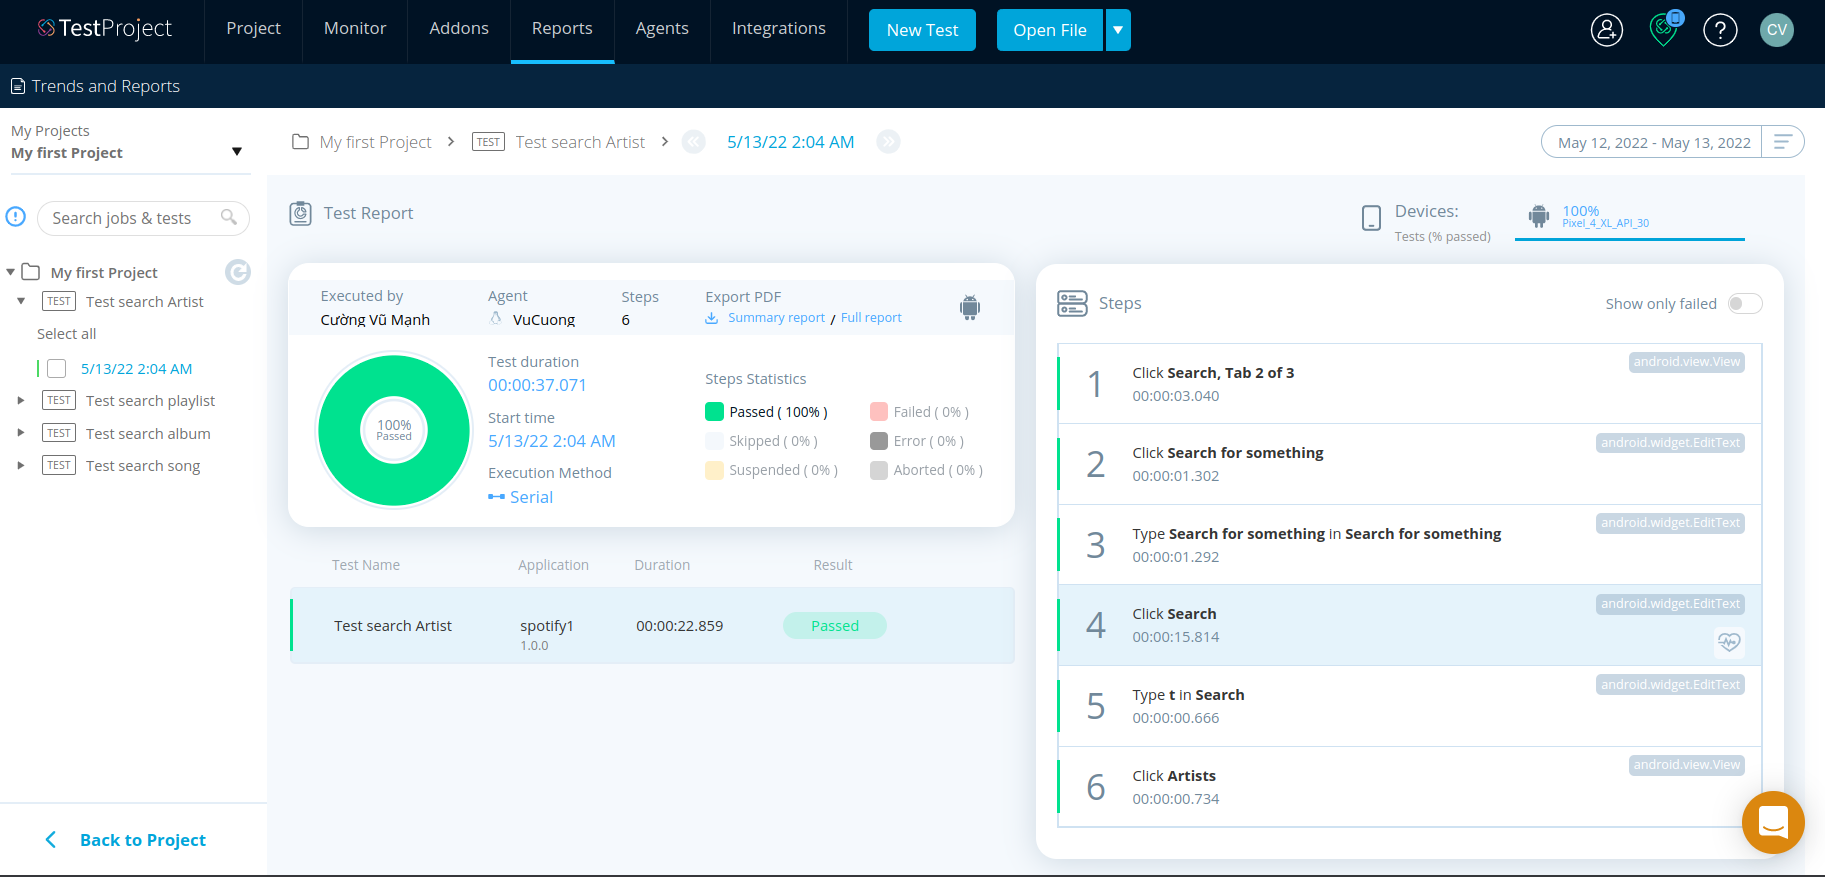 TestProject
Project
Monitor
Addons
Reports
Agents
Integrations
New Test
Open File
CV
Trends and Reports
My Projects
My first Project
Search jobs & tests
My first Project
TEST Test search Artist
Select all
5/13/22 2:04 AM
TEST Test search playlist
TEST Test search album
TEST Test search song
Back to Project
My first Project
TEST Test search Artist
5/13/22 2:04 AM
May 12, 2022 - May 13, 2022
Test Report
Devices:
Tests (% passed)
100%
Pixel_4_XL_API_30
Executed by
Cường Vũ Mạnh
Agent
VuCuong
Steps
6
Export PDF
Summary report / Full report
100%
Passed
Test duration
00:00:37.071
Start time
5/13/22 2:04 AM
Execution Method
Serial
Steps Statistics
Passed ( 100% )
Failed ( 0% )
Skipped ( 0% )
Error ( 0% )
Suspended ( 0% )
Aborted ( 0% )
Test Name
Application
Duration
Result
Test search Artist
spotify1
1.0.0
00:00:22.859
Passed
Steps
Show only failed
1
Click Search, Tab 2 of 3
00:00:03.040
android.view.View
2
Click Search for something
00:00:01.302
android.widget.EditText
3
Type Search for something in Search for something
00:00:01.292
android.widget.EditText
4
Click Search
00:00:15.814
android.widget.EditText
5
Type t in Search
00:00:00.666
android.widget.EditText
6
Click Artists
00:00:00.734
android.view.View